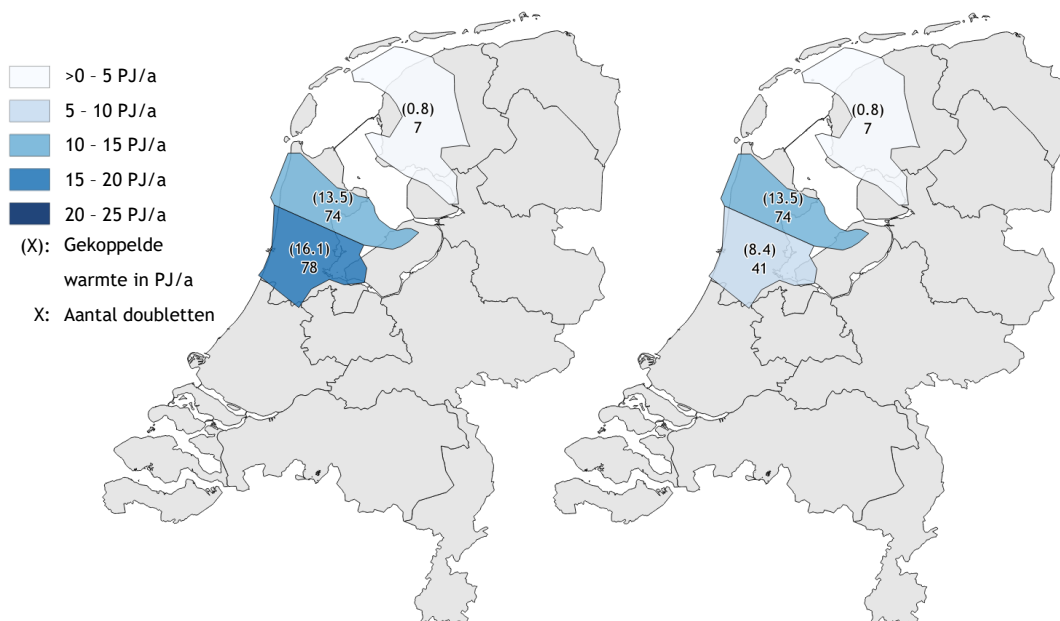 >0 - 5 PJ/a
5 - 10 PJ/a
10 - 15 PJ/a
15 - 20 PJ/a
20 - 25 PJ/a
(X): Gekoppelde
warmte in PJ/a
X: Aantal doubletten
(0.8)
7
(13.5)
74
(16.1)
78
(0.8)
7
(13.5)
74
(8.4)
41